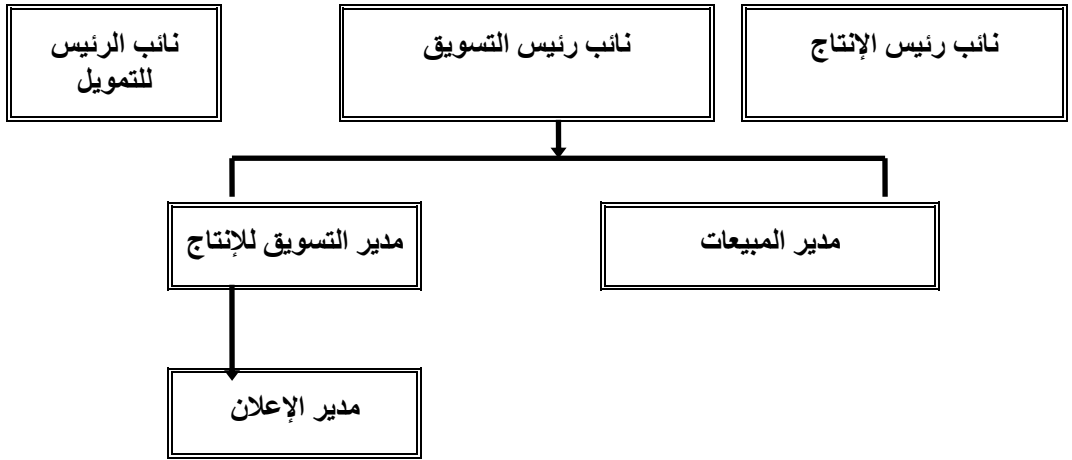 نائب رئيس الإنتاج
نائب رئيس التسويق
نائب الرئيس
للتمويل
مدير المبيعات
مدير التسويق للإنتاج
مدير الإعلان